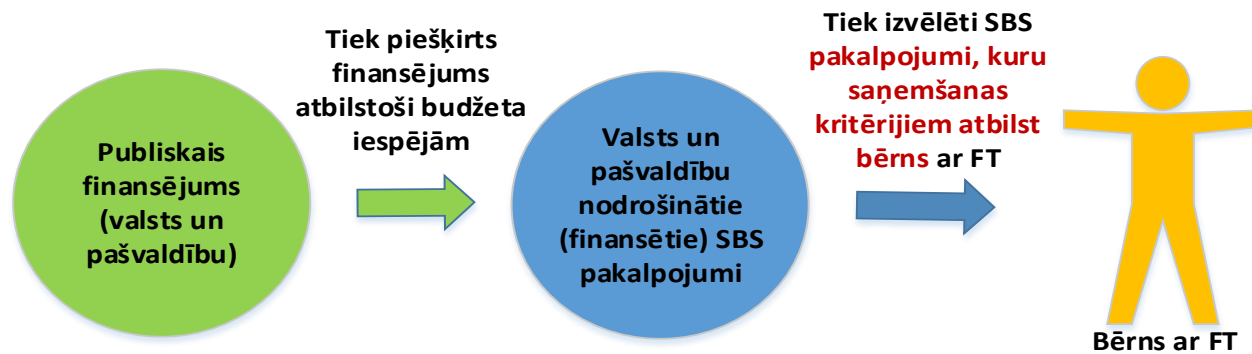 Publiskais
finansējums
(valsts un
pašvaldību)
Tiek piešķirts
finansējums
atbilstoši budžeta
iespējām
Valsts un
pašvaldību
nodrošinātie
(finansētie) SBS
pakalpojumi
Tiek izvēlēti SBS
pakalpojumi, kuru
saņemšanas
kritērijiem atbilst
bērns ar FT
Bērns ar FT